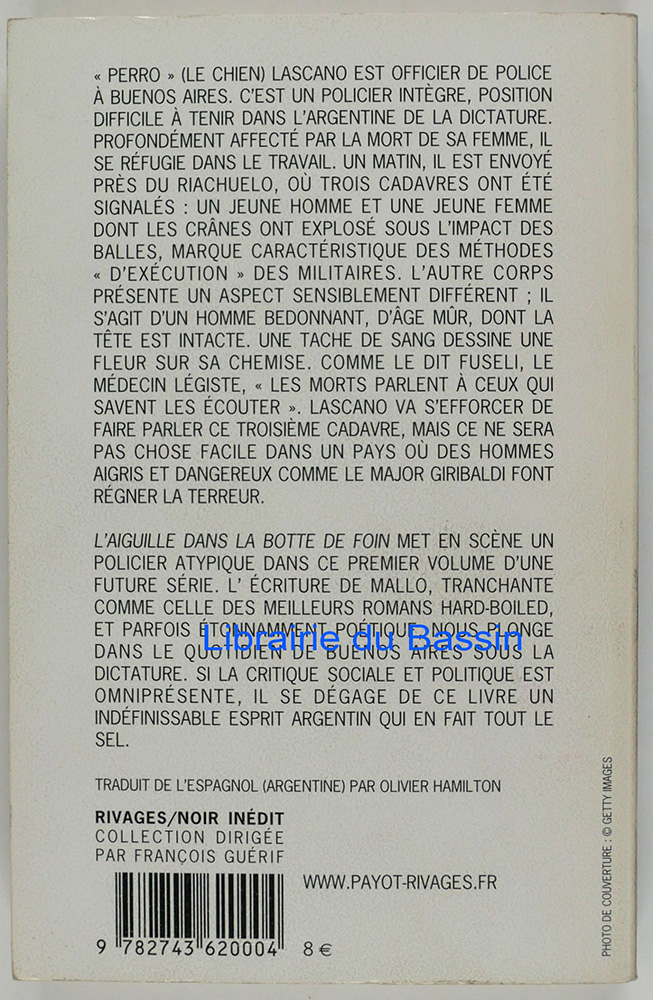 « PERRO » (LE CHIEN) LASCANO EST OFFICIER DE POLICE
À BUENOS AIRES. C'EST UN POLICIER INTÈGRE, POSITION
DIFFICILE À TENIR DANS L'ARGENTINE DE LA DICTATURE.
PROFONDÉMENT AFFECTÉ PAR LA MORT DE SA FEMME, IL
SE RÉFUGIE DANS LE TRAVAIL. UN MATIN, IL EST ENVOYÉ
PRÈS DU RIACHUELO, OÙ TROIS CADAVRES ONT ÉTÉ
SIGNALÉS : UN JEUNE HOMME ET UNE JEUNE FEMME
DONT LES CRÂNES ONT EXPLOSÉ SOUS L'IMPACT DES
BALLES, MARQUE CARACTÉRISTIQUE DES MÉTHODES
« D'EXÉCUTION » DES MILITAIRES. L'AUTRE CORPS
PRÉSENTE UN ASPECT SENSIBLEMENT DIFFÉRENT ; IL
S'AGIT D'UN HOMME BEDONNANT, D'ÂGE MÛR, DONT LA
TÊTE EST INTACTE. UNE TACHE DE SANG DESSINE UNE
FLEUR SUR SA CHEMISE. COMME LE DIT FUSELI, LE
MÉDECIN LÉGISTE, « LES MORTS PARLENT À CEUX QUI
SAVENT LES ÉCOUTER ». LASCANO VA S'EFFORCER DE
FAIRE PARLER CE TROISIÈME CADAVRE, MAIS CE NE SERA
PAS CHOSE FACILE DANS UN PAYS OÙ DES HOMMES
AIGRIS ET DANGEREUX COMME LE MAJOR GIRIBALDI FONT
RÉGNER LA TERREUR.
L'AIGUILLE DANS LA BOTTE DE FOIN MET EN SCÈNE UN
POLICIER ATYPIQUE DANS CE PREMIER VOLUME D'UNE
FUTURE SÉRIE. L' ÉCRITURE DE MALLO, TRANCHANTE
COMME CELLE DES MEILLEURS ROMANS HARD-BOILED,
ET PARFOIS ÉTONNAMMENT POÉTIQUE, NOUS PLONGE
Librairie du Bassin
DANS LE QUOTIDIEN DE BUENOS AIRES SOUS LA
DICTATURE. SI LA CRITIQUE SOCIALE ET POLITIQUE EST
OMNIPRÉSENTE, IL SE DÉGAGE DE CE LIVRE UN
INDÉFINISSABLE ESPRIT ARGENTIN QUI EN FAIT TOUT LE
SEL.
TRADUIT DE L'ESPAGNOL (ARGENTINE) PAR OLIVIER HAMILTON
RIVAGES/NOIR INÉDIT
COLLECTION DIRIGÉE
PAR FRANÇOIS GUÉRIF
WWW.PAYOT-RIVAGES.FR
9 782743 620004
8 €
PHOTO DE COUVERTURE : © GETTY IMAGES